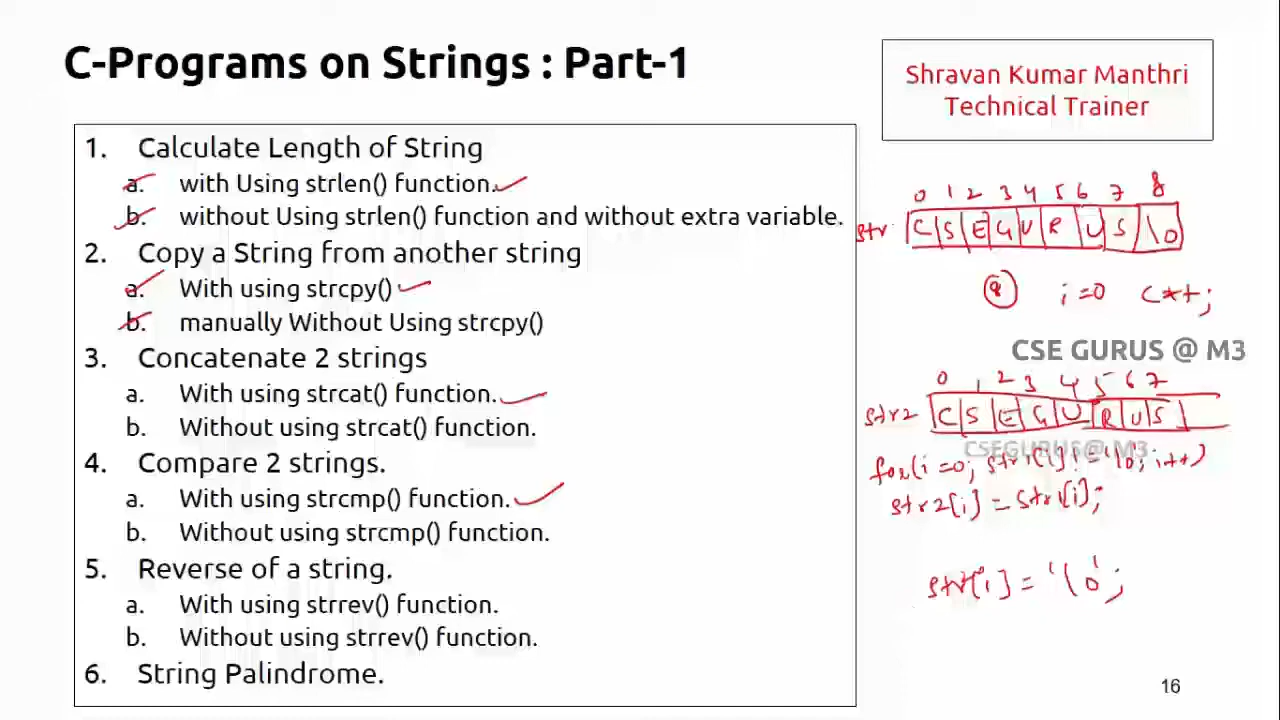 C-Programs on Strings : Part-1
Shravan Kumar Manthri
Technical Trainer
1. Calculate Length of String
a. with Using strlen() function.
b. without Using strlen() function and without extra variable.
2. Copy a String from another string
a. With using strcpy()
b. manually Without Using strcpy()
3. Concatenate 2 strings
a. With using strcat() function.
b. Without using strcat() function.
4. Compare 2 strings.
a. With using strcmp() function.
b. Without using strcmp() function.
5. Reverse of a string.
a. With using strrev() function.
b. Without using strrev() function.
6. String Palindrome.
0 1 2 3 4 5 6 7 8
str C S E G U R U S \0
8 i=0 c++;
CSE GURUS @ M3
0 1 2 3 4 5 6 7
str2 C S E G U R U S
CSEGURUS@ M3
for(i=0; str1[i]!='\0'; i++)
str2[i] = str1[i];
str[i] = '\0';
16